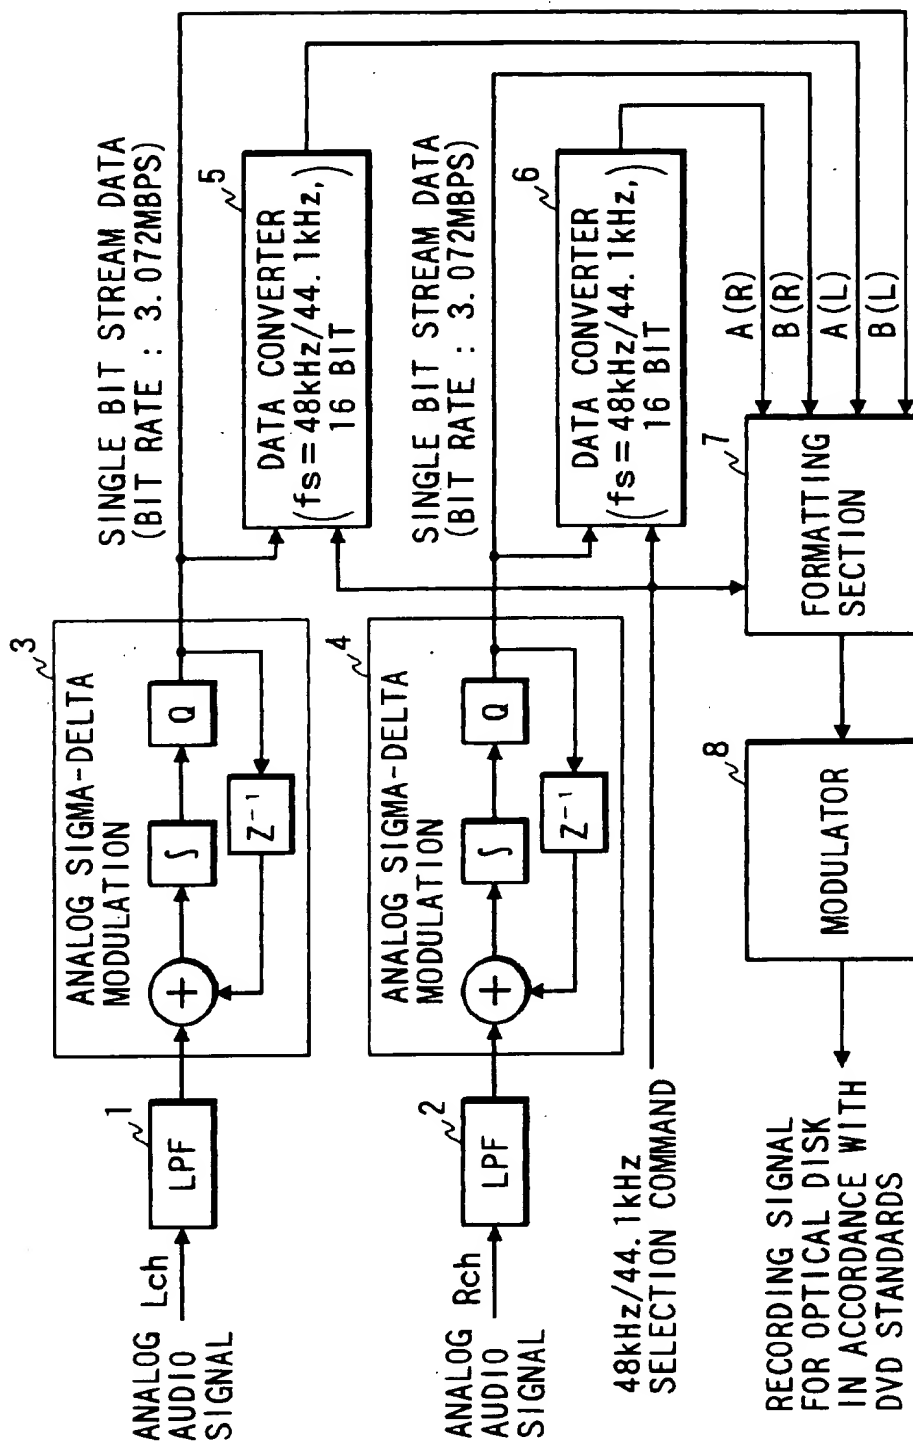 ANALOG
AUDIO
SIGNAL
Lch
1
LPF
3
ANALOG SIGMA-DELTA
MODULATION
+
∫
Q
Z⁻¹
SINGLE BIT STREAM DATA
(BIT RATE : 3.072MBPS)
5
DATA CONVERTER
(fs=48kHz/44.1kHz,
16 BIT)
ANALOG
AUDIO
SIGNAL
Rch
2
LPF
4
ANALOG SIGMA-DELTA
MODULATION
+
∫
Q
Z⁻¹
SINGLE BIT STREAM DATA
(BIT RATE : 3.072MBPS)
6
DATA CONVERTER
(fs=48kHz/44.1kHz,
16 BIT)
48kHz/44.1kHz
SELECTION COMMAND
A(R)
B(R)
A(L)
B(L)
7
FORMATTING
SECTION
8
MODULATOR
RECORDING SIGNAL
FOR OPTICAL DISK
IN ACCORDANCE WITH
DVD STANDARDS